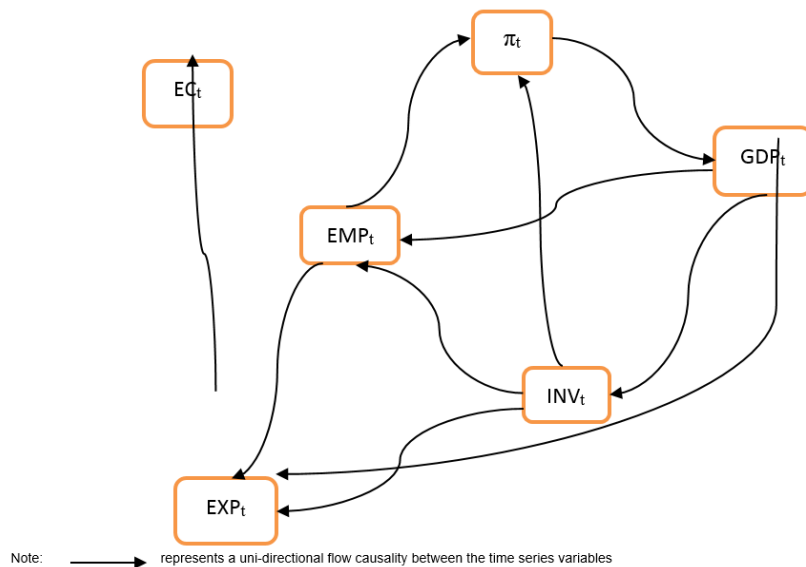 πt
ECt
GDPt
EMPt
INVt
EXPt
Note: represents a uni-directional flow causality between the time series variables